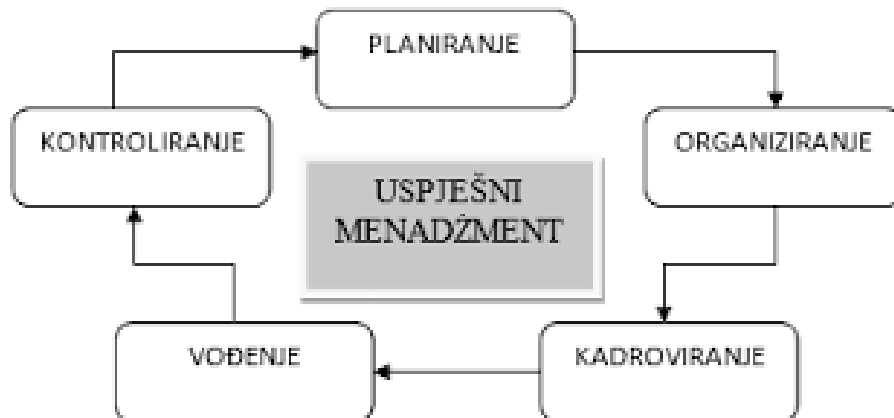 PLANIRANJE
KONTROLIRANJE
ORGANIZIRANJE
USPJEŠNI
MENADŽMENT
VOĐENJE
KADROVIRANJE